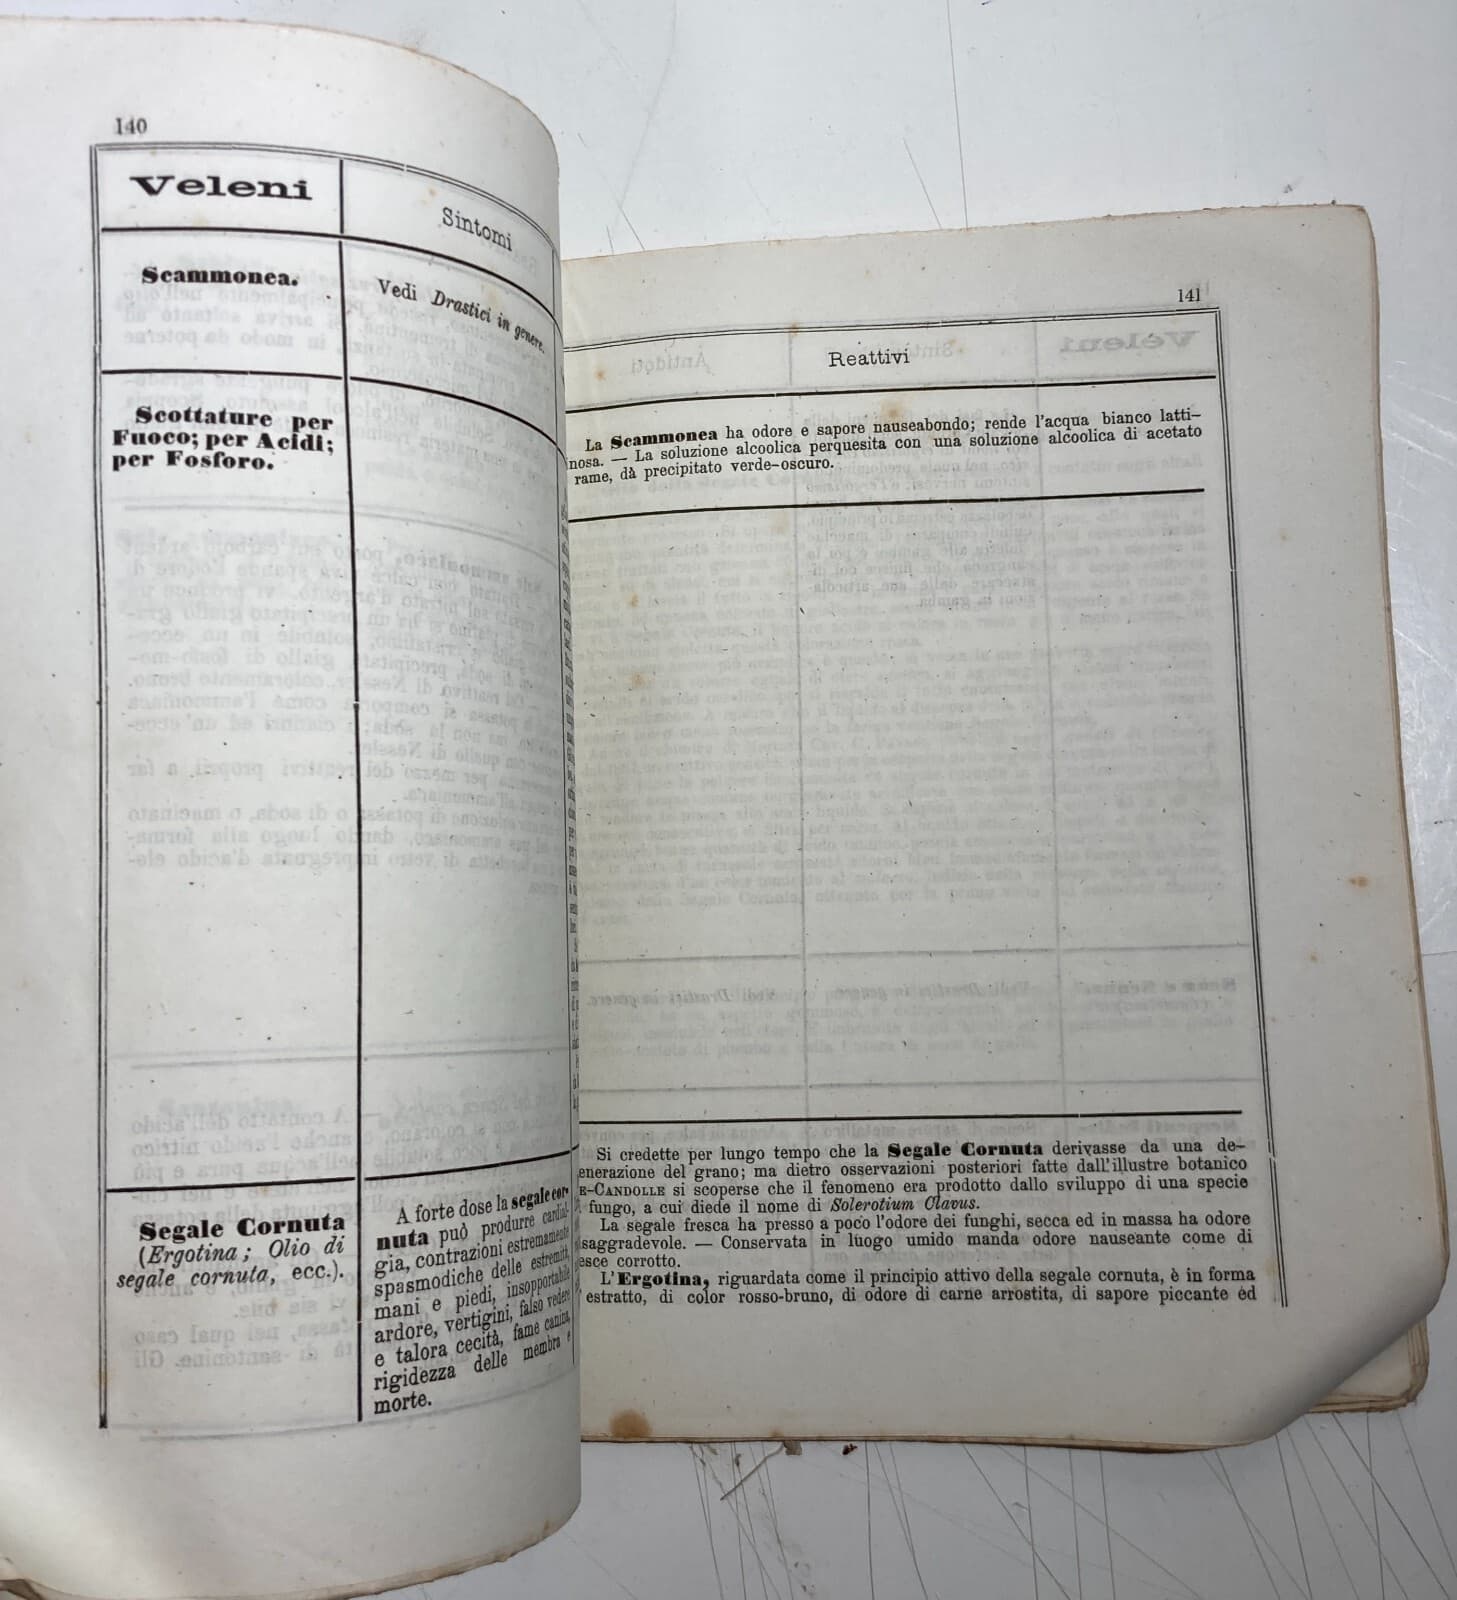 140
Veleni
Sintomi
Scammonea.
Vedi Drastici in genere.
Scottature per
Fuoco; per Acidi;
per Fosforo.
Segale Cornuta
(Ergotina; Olio di
segale cornuta, ecc.).
A forte dose la segale cor-
nuta può produrre cardial-
gia, contrazioni estremamente
spasmodiche delle estremità,
mani e piedi, insopportabile
ardore, vertigini, falso vedere
e talora cecità, fame canina,
rigidezza delle membra e
morte.
141
Reattivi
La Scammonea ha odore e sapore nauseabondo; rende l'acqua bianco latti-
nosa. — La soluzione alcoolica perquesita con una soluzione alcoolica di acetato
rame, dà precipitato verde-oscuro.
Si credette per lungo tempo che la Segale Cornuta derivasse da una de-
enerazione del grano; ma dietro osservazioni posteriori fatte dall'illustre botanico
E-CANDOLLE si scoperse che il fenomeno era prodotto dallo sviluppo di una specie
fungo, a cui diede il nome di Solerotium Clavus.
La segale fresca ha presso a poco l'odore dei funghi, secca ed in massa ha odore
saggradevole. — Conservata in luogo umido manda odore nauseante come di
esce corrotto.
L'Ergotina, riguardata come il principio attivo della segale cornuta, è in forma
estratto, di color rosso-bruno, di odore di carne arrostita, di sapore piccante ed